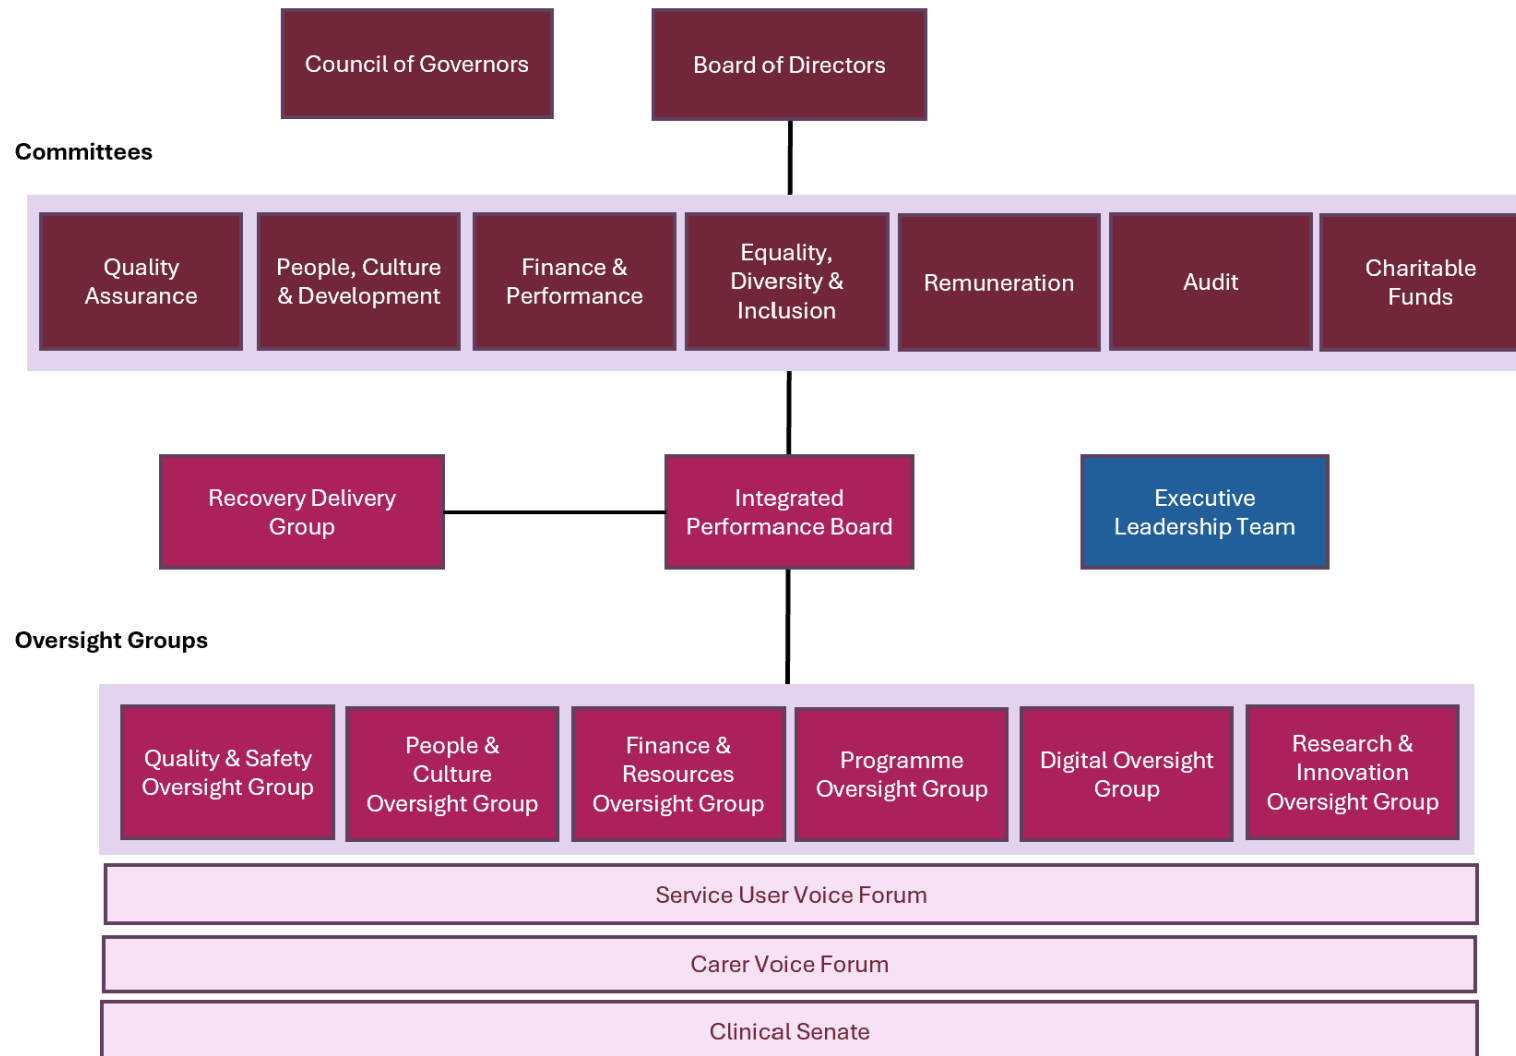 Council of Governors
Board of Directors
Committees
Quality
Assurance
People, Culture
& Development
Finance &
Performance
Equality,
Diversity &
Inclusion
Remuneration
Audit
Charitable
Funds
Recovery Delivery
Group
Integrated
Performance Board
Executive
Leadership Team
Oversight Groups
Quality & Safety
Oversight Group
People &
Culture
Oversight Group
Finance &
Resources
Oversight Group
Programme
Oversight Group
Digital Oversight
Group
Research &
Innovation
Oversight Group
Service User Voice Forum
Carer Voice Forum
Clinical Senate